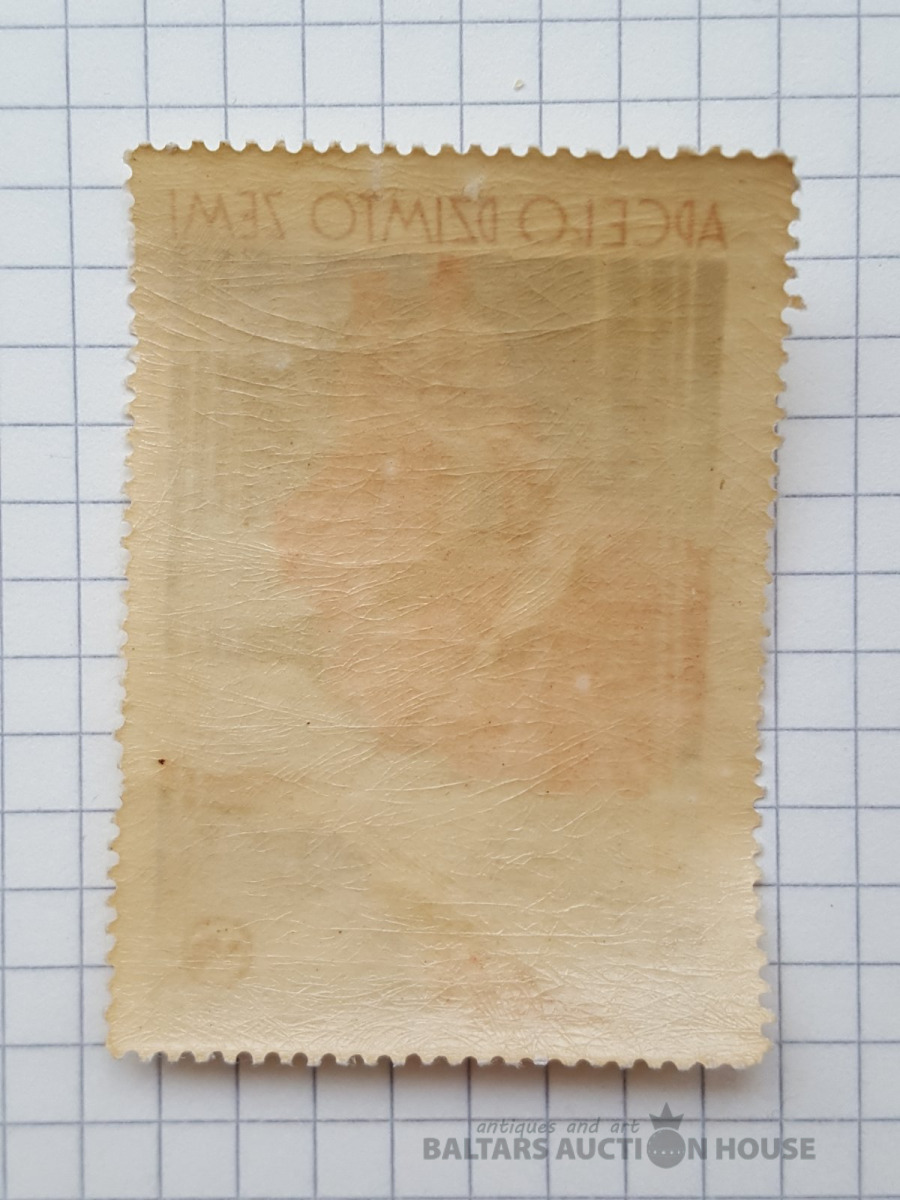 APCEĻO DZIMTO ZEMI
antiques and art
BALTARS AUCTION HOUSE